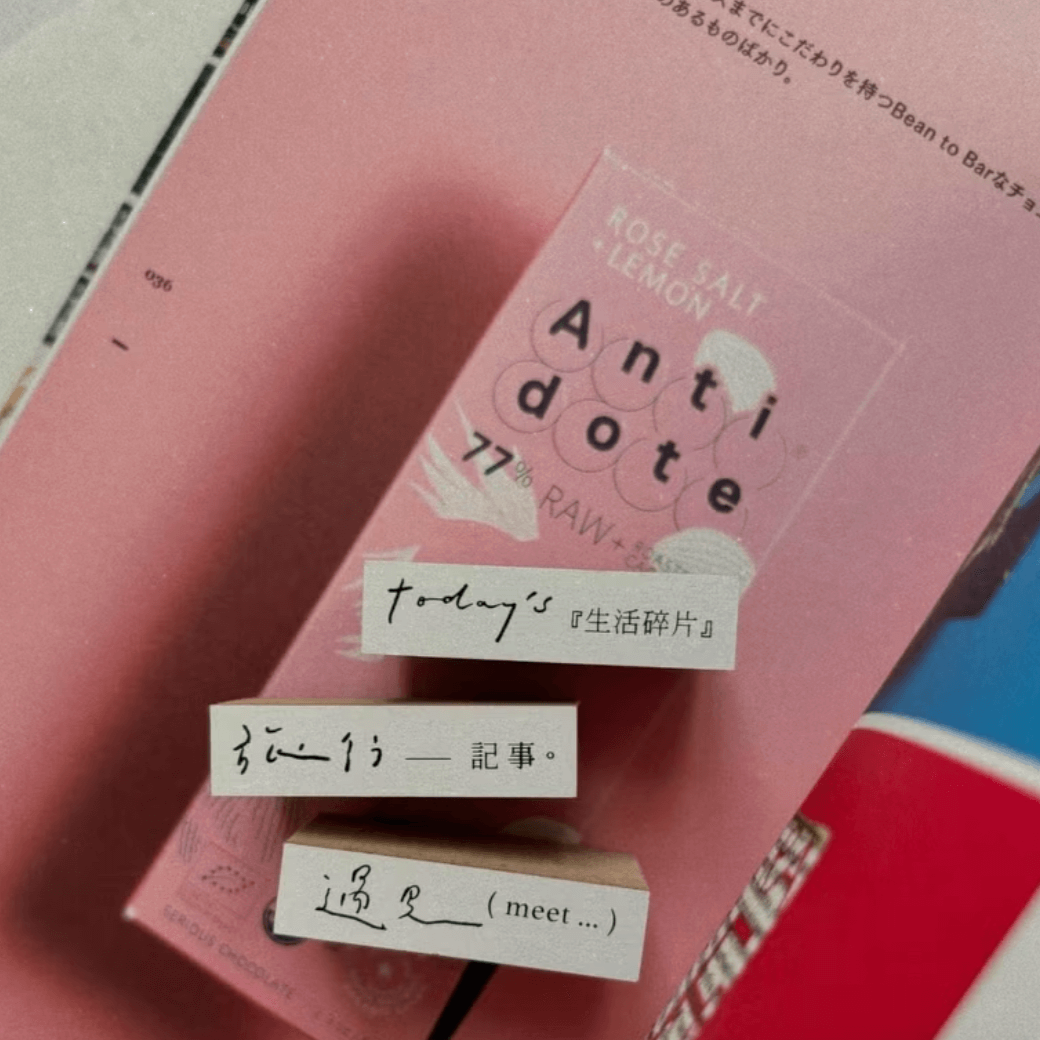 までにこだわりを持つBean to Barなチョ
のあるものばかり。
036
ROSE SALT
+LEMON
Anti
dote
77% RAW+
today's『生活碎片』
旅行 — 記事。
遇見 (meet...)
SERIOUS CHOCOLATE